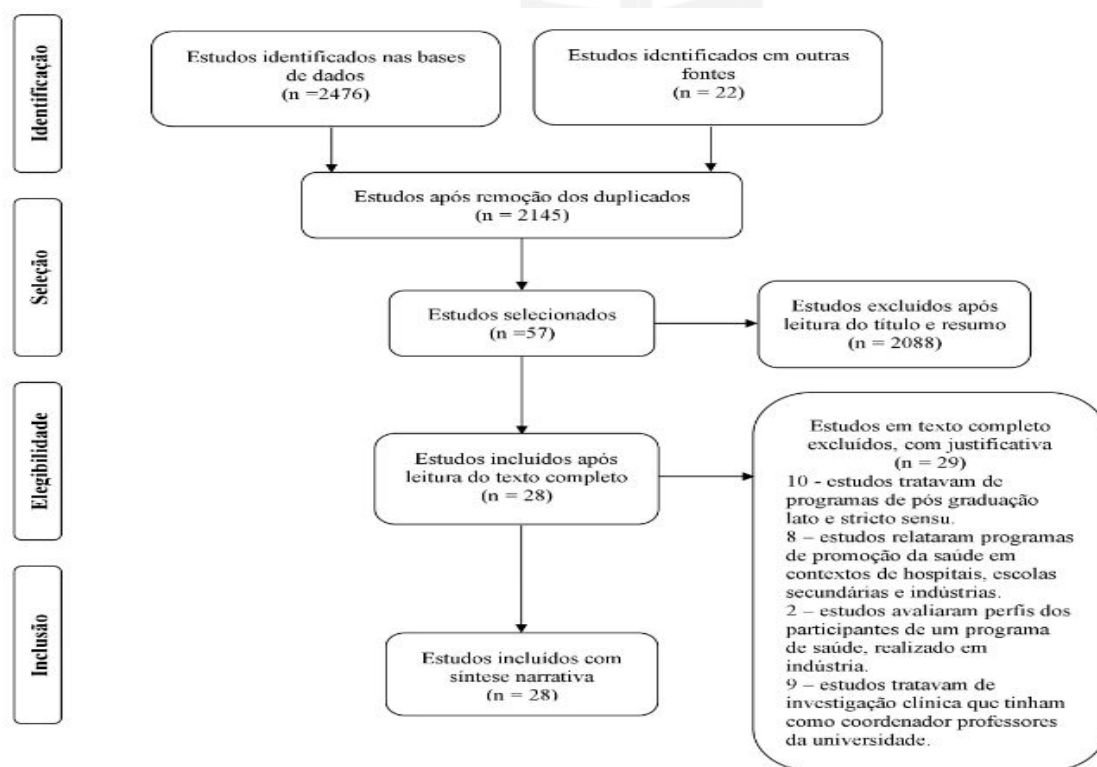 Identificação
Estudos identificados nas bases
de dados
(n =2476)
Estudos identificados em outras
fontes
(n = 22)
Estudos após remoção dos duplicados
(n = 2145)
Seleção
Estudos selecionados
(n =57)
Estudos excluídos após
leitura do título e resumo
(n = 2088)
Elegibilidade
Estudos incluídos após
leitura do texto completo
(n = 28)
Estudos em texto completo
excluídos, com justificativa
(n = 29)
10 - estudos tratavam de
programas de pós graduação
lato e stricto sensu.
8 – estudos relataram programas
de promoção da saúde em
contextos de hospitais, escolas
secundárias e indústrias.
2 – estudos avaliaram perfis dos
participantes de um programa
de saúde, realizado em
indústria.
9 – estudos tratavam de
investigação clínica que tinham
como coordenador professores
da universidade.
Inclusão
Estudos incluídos com
síntese narrativa
(n = 28)